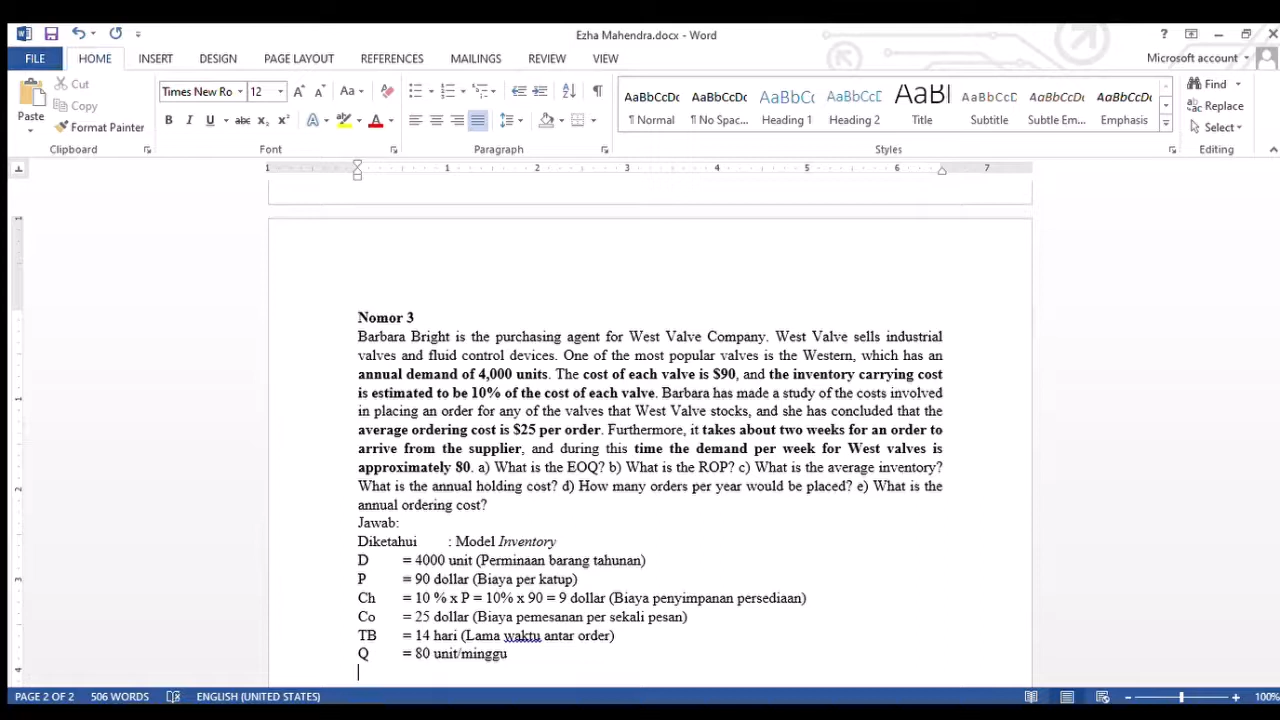 Ezha Mahendra.docx - Word
FILE HOME INSERT DESIGN PAGE LAYOUT REFERENCES MAILINGS REVIEW VIEW Microsoft account
Paste
Cut
Copy
Format Painter
Clipboard
Times New Ro 12
Font
Paragraph
AaBbCcDc AaBbCcDc AaBbCc AaBbCcC AaBb AaBbCcD AaBbCcDc AaBbCcDc
¶ Normal ¶ No Spac... Heading 1 Heading 2 Title Subtitle Subtle Em... Emphasis
Styles
Find
Replace
Select
Editing
1 1 2 3 4 5 6 7
Nomor 3
Barbara Bright is the purchasing agent for West Valve Company. West Valve sells industrial
valves and fluid control devices. One of the most popular valves is the Western, which has an
annual demand of 4,000 units. The cost of each valve is $90, and the inventory carrying cost
is estimated to be 10% of the cost of each valve. Barbara has made a study of the costs involved
in placing an order for any of the valves that West Valve stocks, and she has concluded that the
average ordering cost is $25 per order. Furthermore, it takes about two weeks for an order to
arrive from the supplier, and during this time the demand per week for West valves is
approximately 80. a) What is the EOQ? b) What is the ROP? c) What is the average inventory?
What is the annual holding cost? d) How many orders per year would be placed? e) What is the
annual ordering cost?
Jawab:
Diketahui : Model Inventory
D = 4000 unit (Perminaan barang tahunan)
P = 90 dollar (Biaya per katup)
Ch = 10 % x P = 10% x 90 = 9 dollar (Biaya penyimpanan persediaan)
Co = 25 dollar (Biaya pemesanan per sekali pesan)
TB = 14 hari (Lama waktu antar order)
Q = 80 unit/minggu
PAGE 2 OF 2 506 WORDS ENGLISH (UNITED STATES) 100%